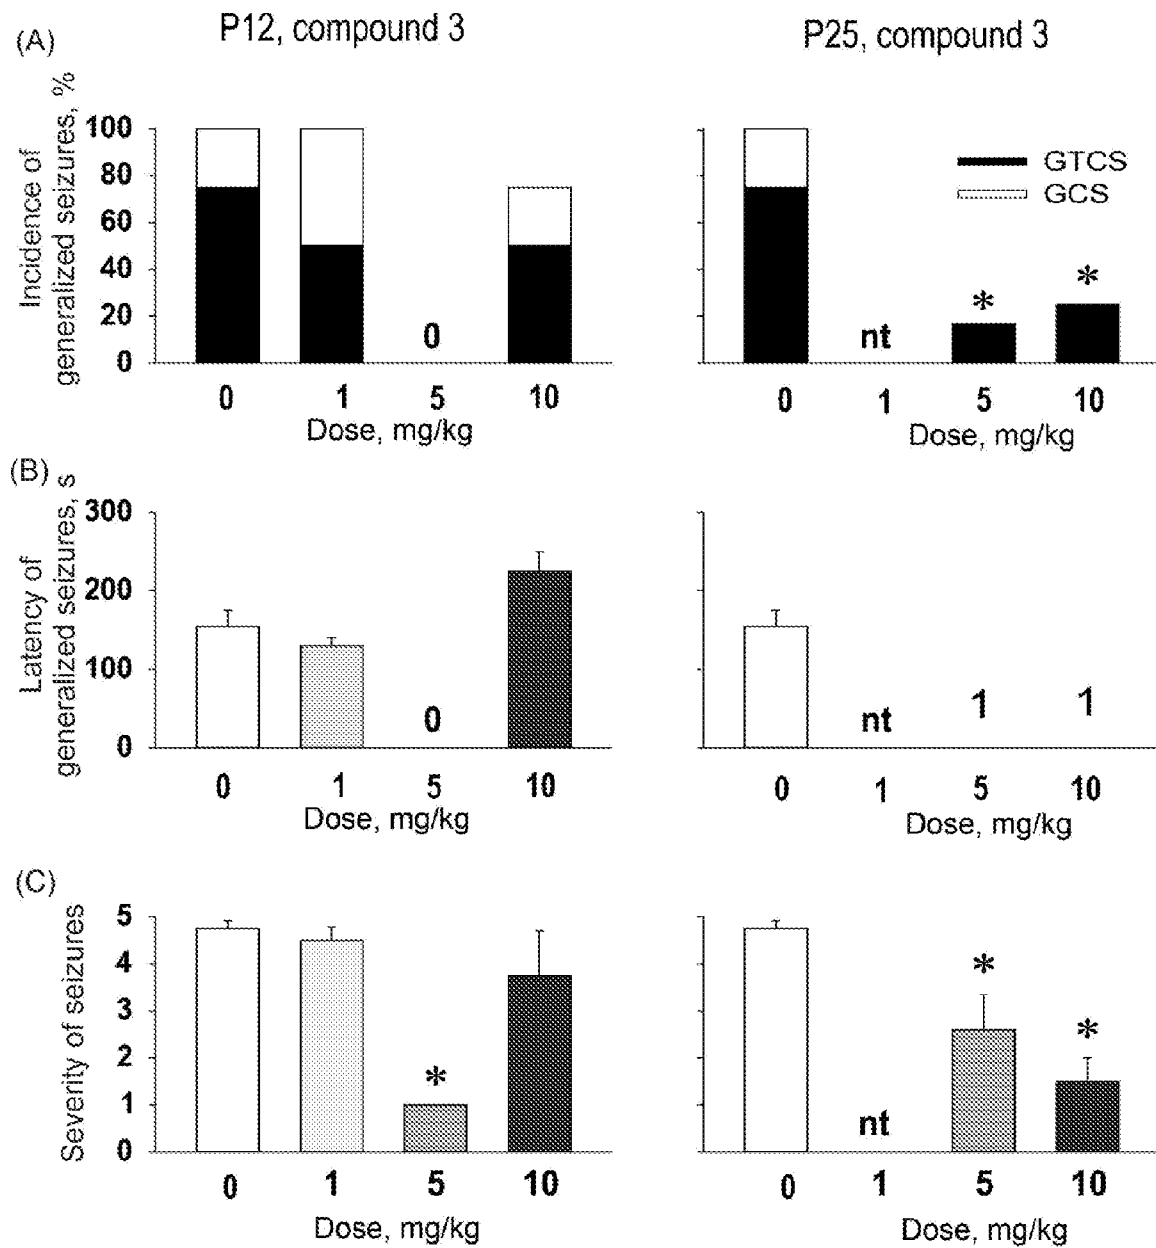 (A)
P12, compound 3
P25, compound 3
Incidence of
generalized seizures, %
100
80
60
40
20
0
0
*
*
nt
GTCS
GCS
0 1 5 10
Dose, mg/kg
0 1 5 10
Dose, mg/kg
(B)
Latency of
generalized seizures, s
300
200
100
0
0
nt
1
1
0 1 5 10
Dose, mg/kg
0 1 5 10
Dose, mg/kg
(C)
Severity of seizures
5
4
3
2
1
0
*
nt
*
*
0 1 5 10
Dose, mg/kg
0 1 5 10
Dose, mg/kg